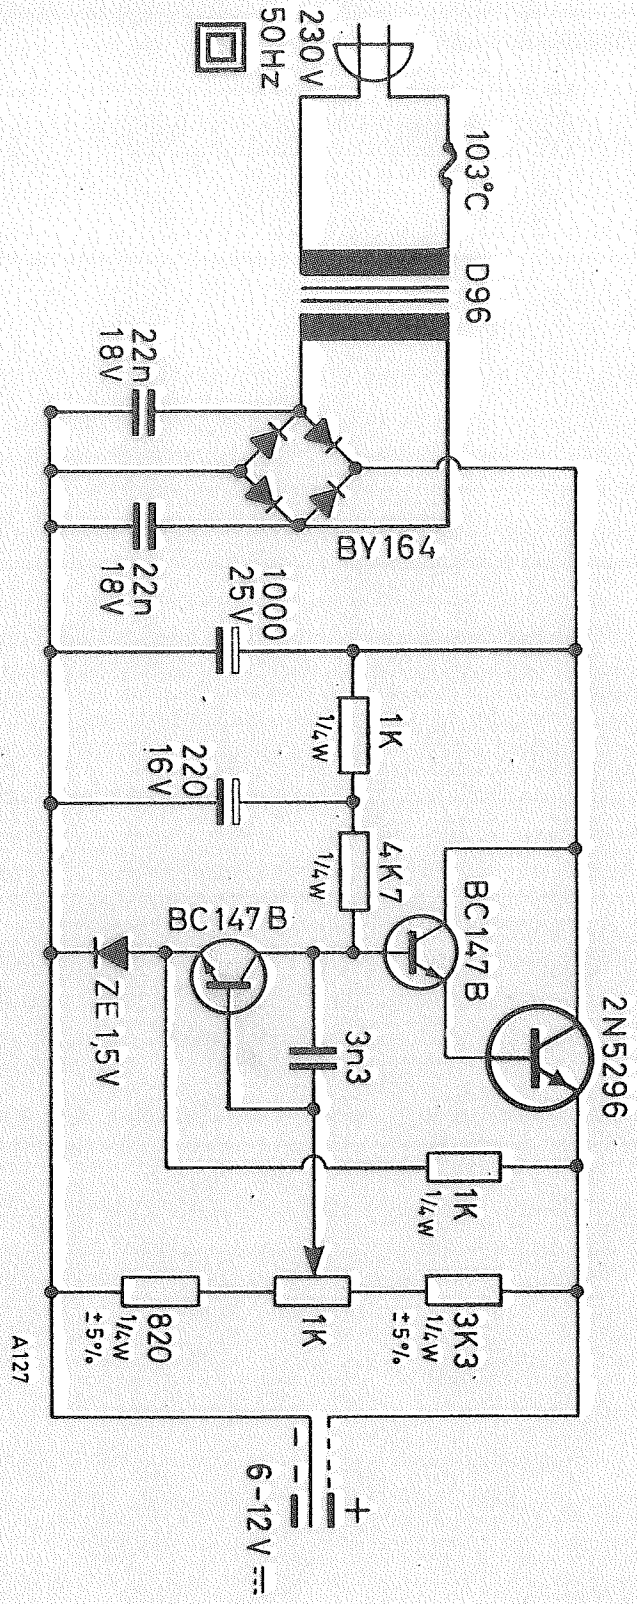 230V
50Hz
103°C
D96
22n
18V
22n
18V
BY164
1000
25V
1K
1/4W
220
16V
4K7
1/4W
BC147B
BC147B
2N5296
ZE1,5V
3n3
1K
1/4W
3K3
1/4W
±5%
1K
820
1/4W
±5%
+
6-12V
A127